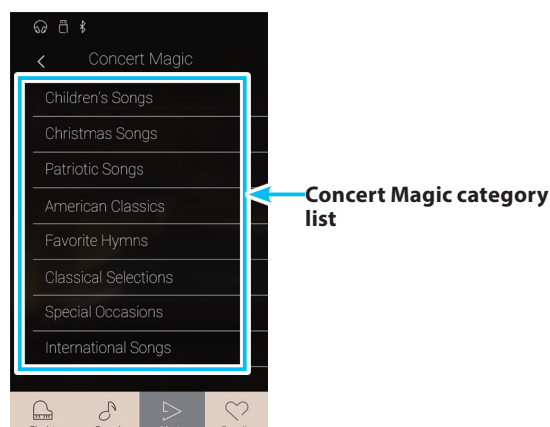 Concert Magic
Children's Songs
Christmas Songs
Patriotic Songs
American Classics
Favorite Hymns
Classical Selections
Special Occasions
International Songs
Concert Magic category
list